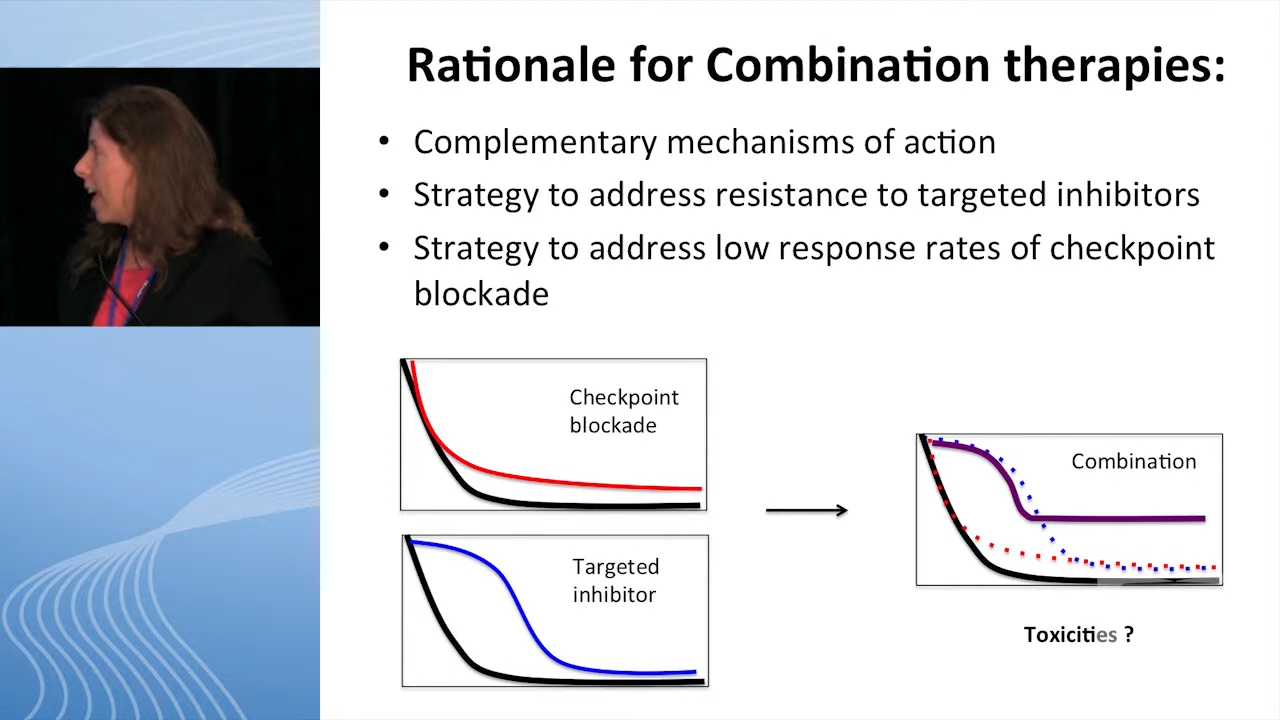 Rationale for Combination therapies:
• Complementary mechanisms of action
• Strategy to address resistance to targeted inhibitors
• Strategy to address low response rates of checkpoint
blockade
Checkpoint
blockade
Targeted
inhibitor
Combination
Toxicities ?